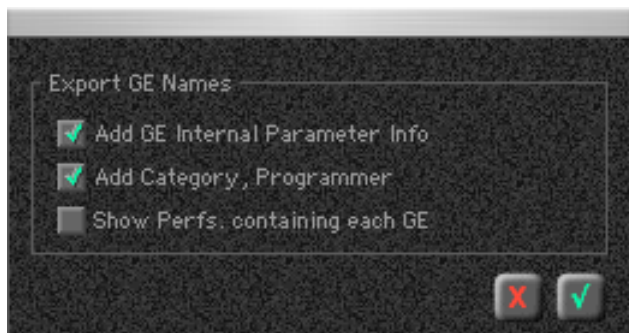 Export GE Names
Add GE Internal Parameter Info
Add Category, Programmer
Show Perfs. containing each GE
X √